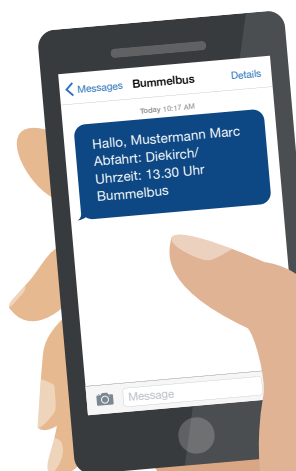 Messages Bummelbus Details
Today 10:17 AM
Hallo, Mustermann Marc
Abfahrt: Diekirch/
Uhrzeit: 13.30 Uhr
Bummelbus
Message